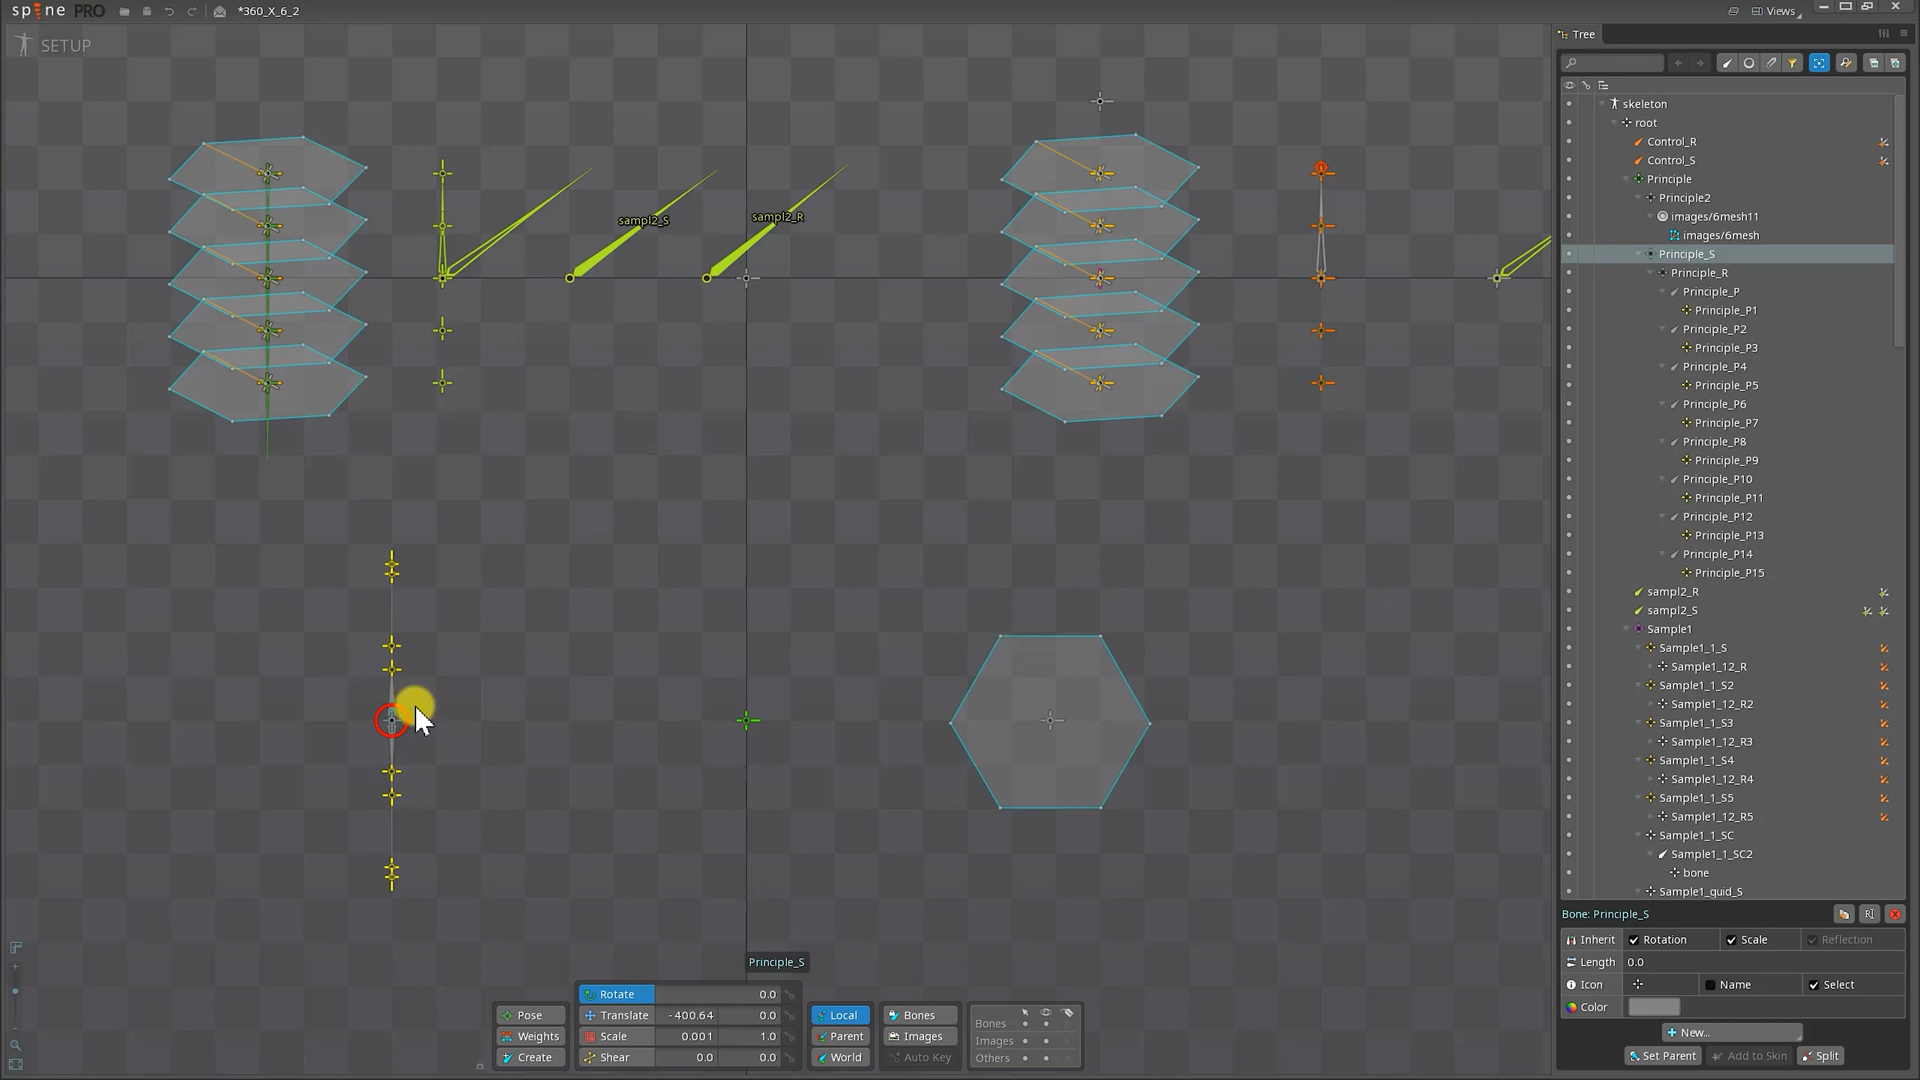 spine PRO
*360_X_6_2
Views
SETUP
sampl2_S
sampl2_R
Principle_S
Pose
Weights
Create
Rotate 0.0
Translate -400.64 0.0
Scale 0.001 1.0
Shear 0.0 0.0
Local
Parent
World
Bones
Images
Auto Key
Bones
Images
Others
Tree
skeleton
root
Control_R
Control_S
Principle
Principle2
images/6mesh11
images/6mesh
Principle_S
Principle_R
Principle_P
Principle_P1
Principle_P2
Principle_P3
Principle_P4
Principle_P5
Principle_P6
Principle_P7
Principle_P8
Principle_P9
Principle_P10
Principle_P11
Principle_P12
Principle_P13
Principle_P14
Principle_P15
sampl2_R
sampl2_S
Sample1
Sample1_1_S
Sample1_12_R
Sample1_1_S2
Sample1_12_R2
Sample1_1_S3
Sample1_12_R3
Sample1_1_S4
Sample1_12_R4
Sample1_1_S5
Sample1_12_R5
Sample1_1_SC
Sample1_1_SC2
bone
Sample1_guid_S
Bone: Principle_S
Inherit Rotation Scale Reflection
Length 0.0
Icon Name Select
Color
New...
Set Parent Add to Skin Split